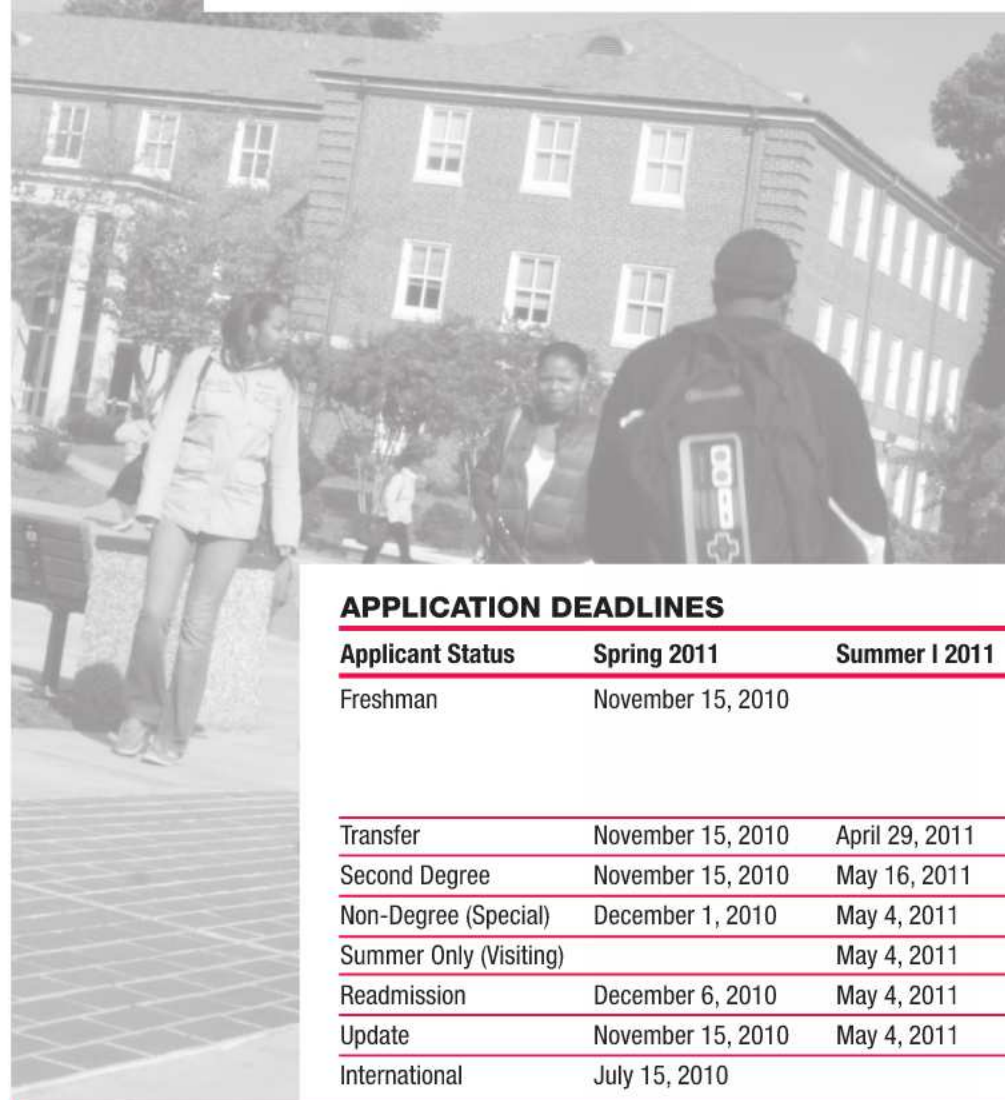 APPLICATION DEADLINES
Applicant Status Spring 2011 Summer I 2011
Freshman November 15, 2010
Transfer November 15, 2010 April 29, 2011
Second Degree November 15, 2010 May 16, 2011
Non-Degree (Special) December 1, 2010 May 4, 2011
Summer Only (Visiting) May 4, 2011
Readmission December 6, 2010 May 4, 2011
Update November 15, 2010 May 4, 2011
International July 15, 2010